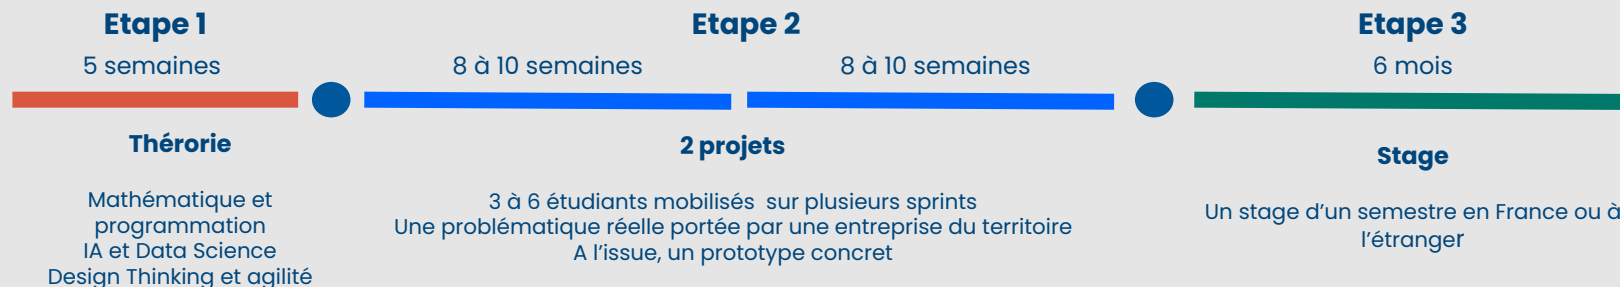 Etape 1
5 semaines
Thérorie
Mathématique et
programmation
IA et Data Science
Design Thinking et agilité
Etape 2
8 à 10 semaines
8 à 10 semaines
2 projets
3 à 6 étudiants mobilisés sur plusieurs sprints
Une problématique réelle portée par une entreprise du territoire
A l’issue, un prototype concret
Etape 3
6 mois
Stage
Un stage d’un semestre en France ou à
l’étranger